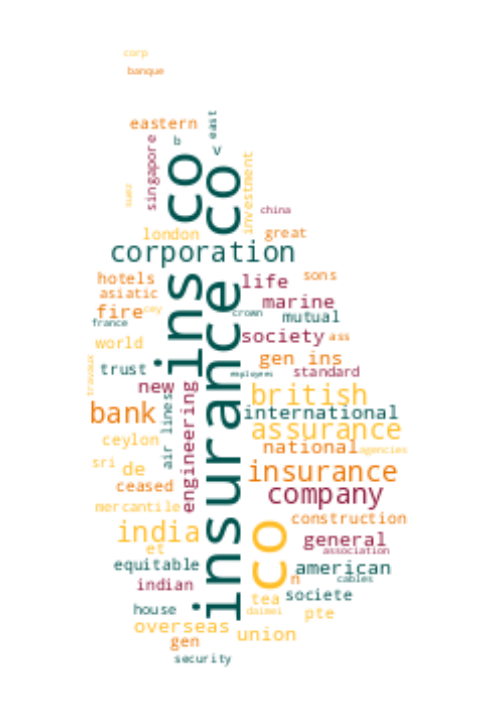 corp
banque
eastern
east
b
v
singapore
co
investment
suez
china
london
great
corporation
hotels
life
sons
asiatic
marine
fire
cey
crown
mutual
france
ins
society
ass
world
gen ins
trust
employees
standard
travaux
new
british
bank
air lines
international
assurance
ceylon
engineering
national
agencies
sri
de
insurance
ceased
company
mercantile
insurance co
construction
india
co
general
et
association
equitable
american
indian
n
cables
tea
societe
house
daimei
pte
overseas
union
gen
security